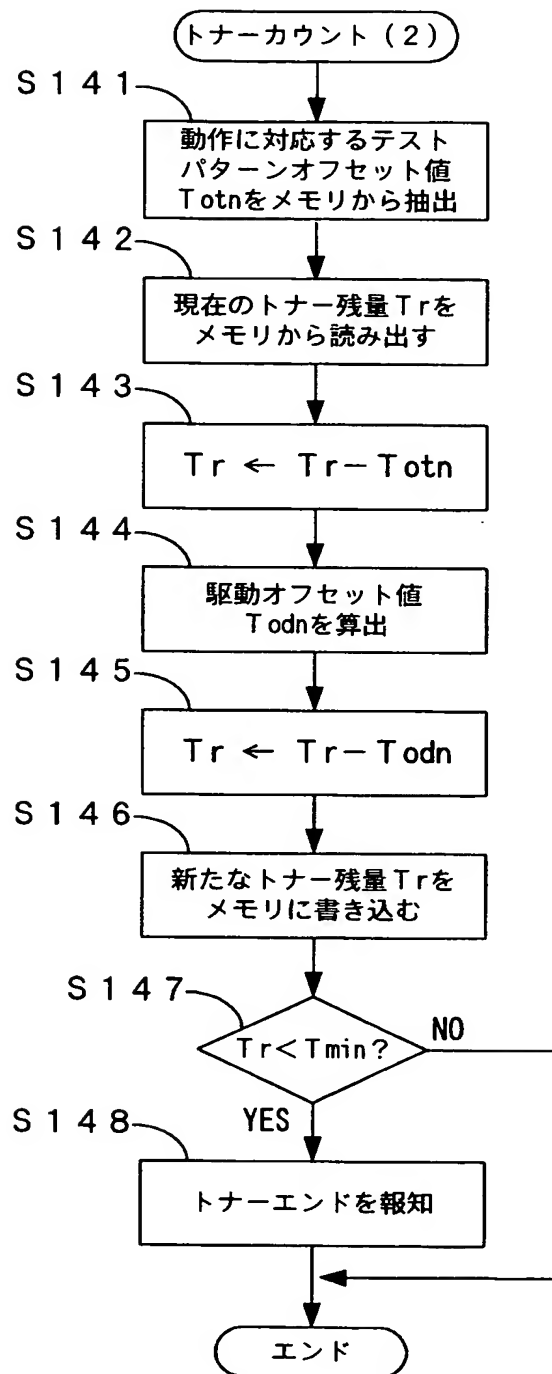 トナーカウント(2)
S141
動作に対応するテスト
パターンオフセット値
Totnをメモリから抽出
S142
現在のトナー残量Trを
メモリから読み出す
S143
Tr ← Tr-Totn
S144
駆動オフセット値
Todnを算出
S145
Tr ← Tr-Todn
S146
新たなトナー残量Trを
メモリに書き込む
S147
Tr<Tmin?
NO
YES
S148
トナーエンドを報知
エンド